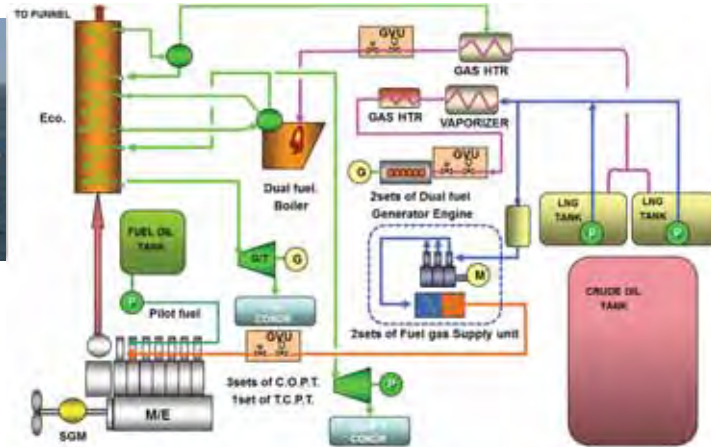 TO FUNNEL
GVU
GAS HTR
Eco.
GAS HTR
VAPORIZER
GVU
G
Dual fuel
Boiler
2sets of Dual fuel
Generator Engine
LNG
TANK
LNG
TANK
P
P
FUEL OIL
TANK
G/T
G
M
P
Pilot fuel
CRUDE OIL
TANK
GVU
2sets of Fuel gas Supply unit
3sets of C.O.P.T.
1set of T.C.P.T.
P
M/E
SGM